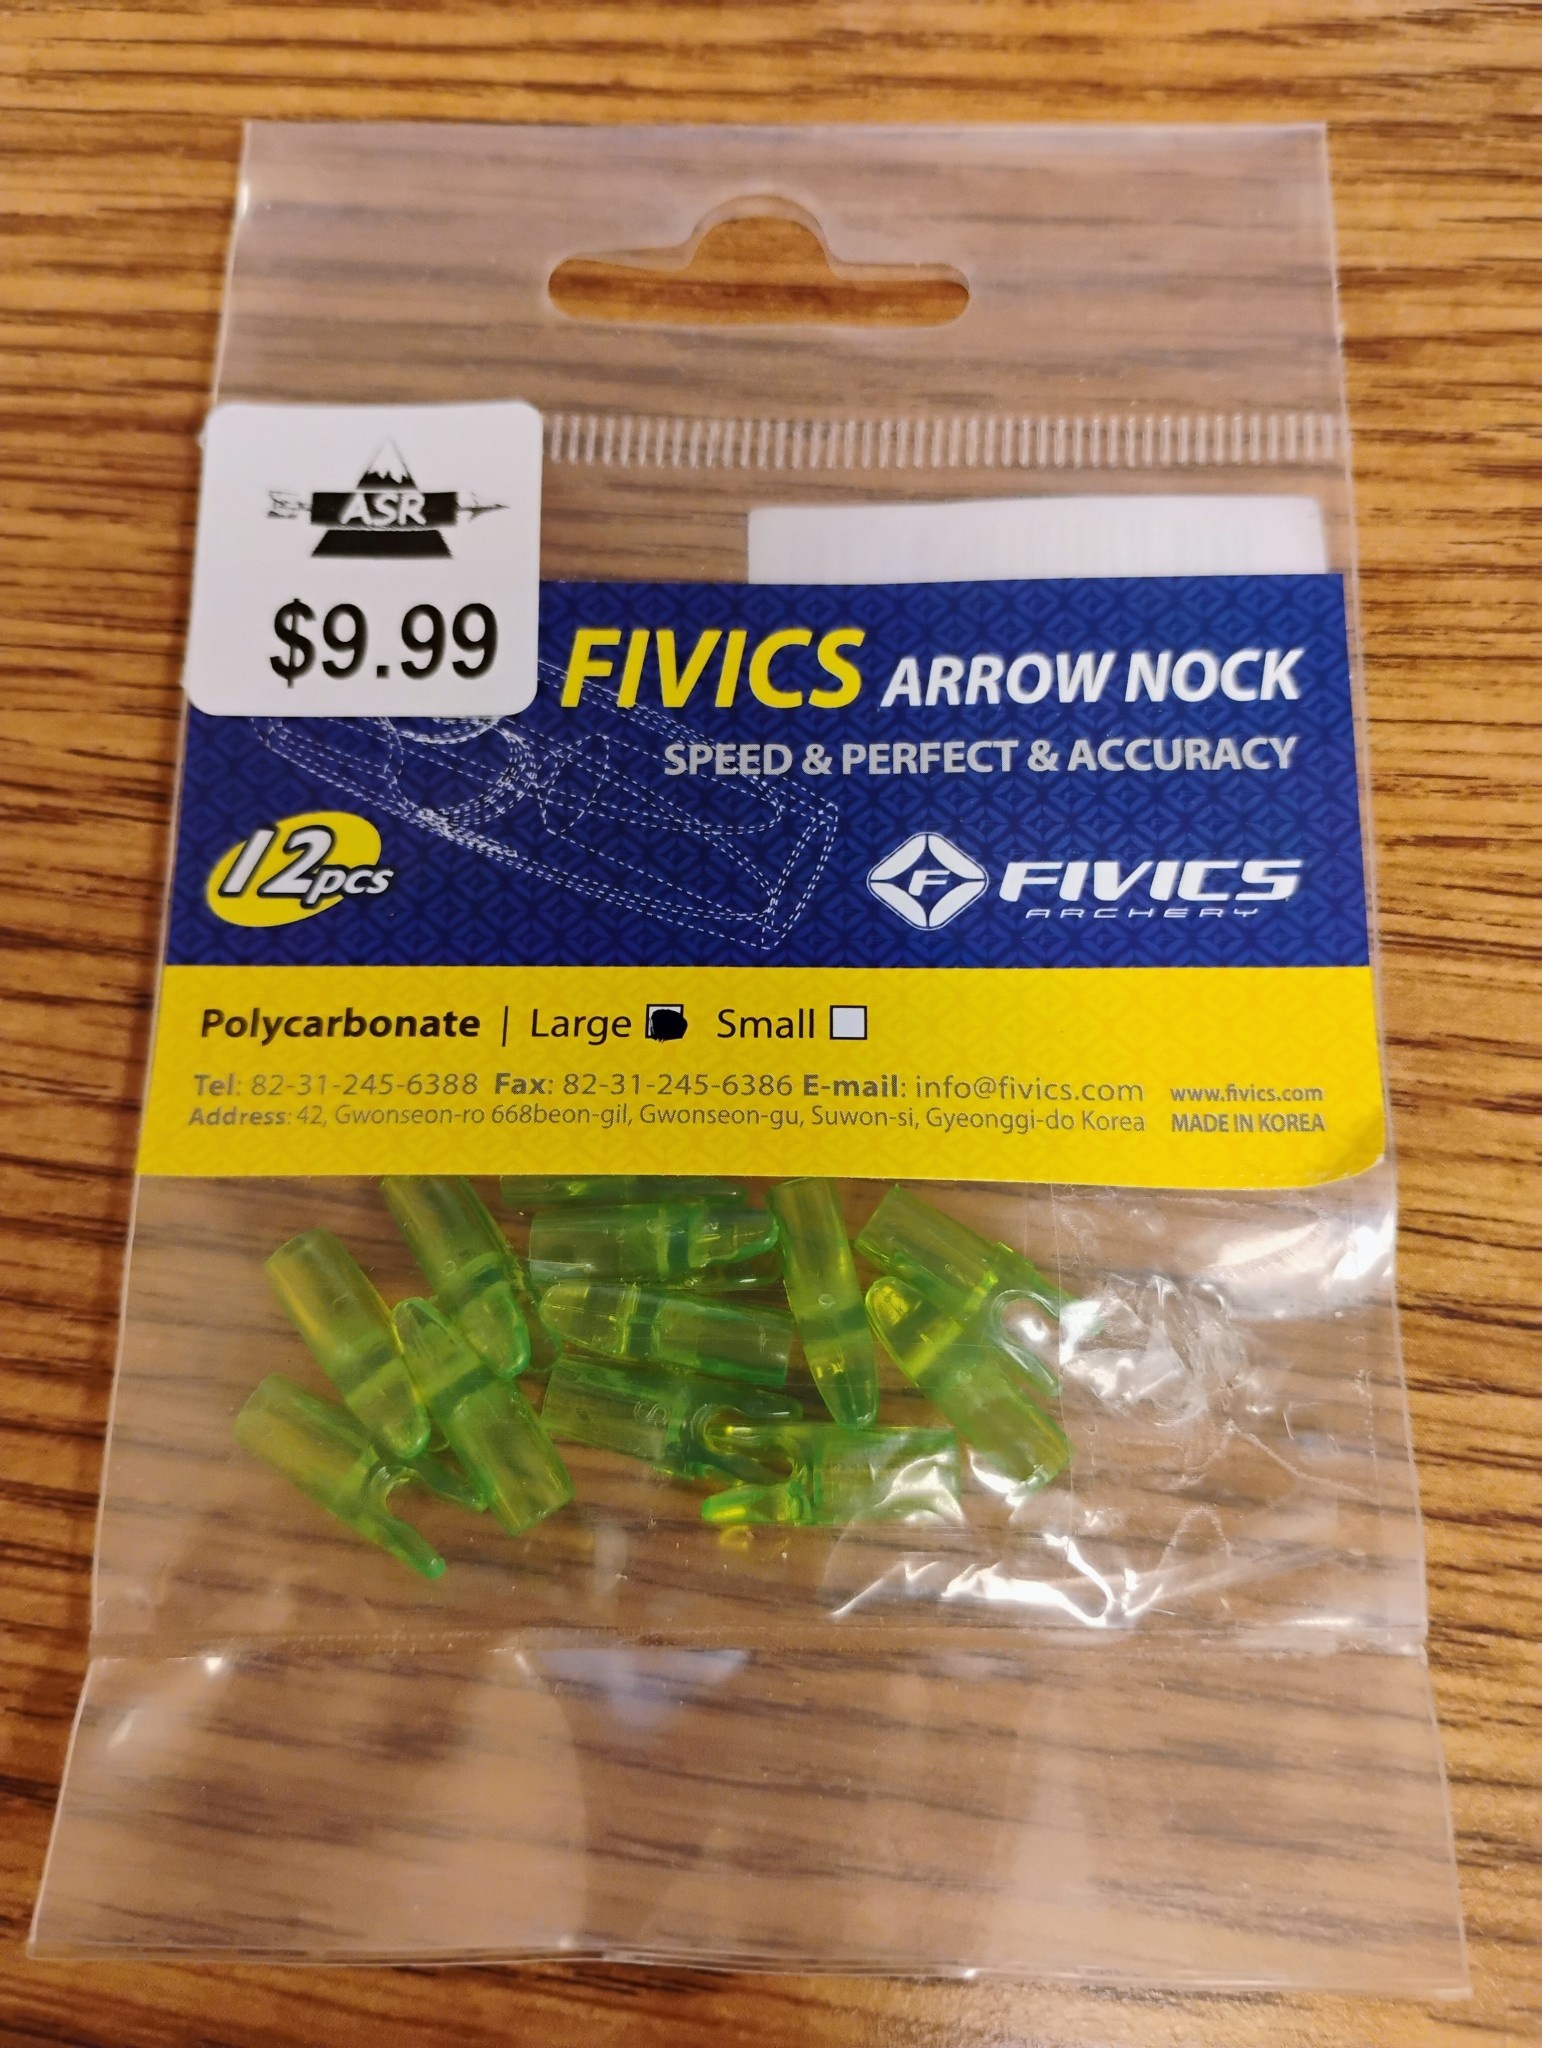 ASR
$9.99
FIVICS ARROW NOCK
SPEED & PERFECT & ACCURACY
12pcs
F FIVICS
ARCHERY
Polycarbonate | Large Small
Tel: 82-31-245-6388 Fax: 82-31-245-6386 E-mail: info@fivics.com www.fivics.com
Address: 42, Gwonseon-ro 668beon-gil, Gwonseon-gu, Suwon-si, Gyeonggi-do Korea MADE IN KOREA